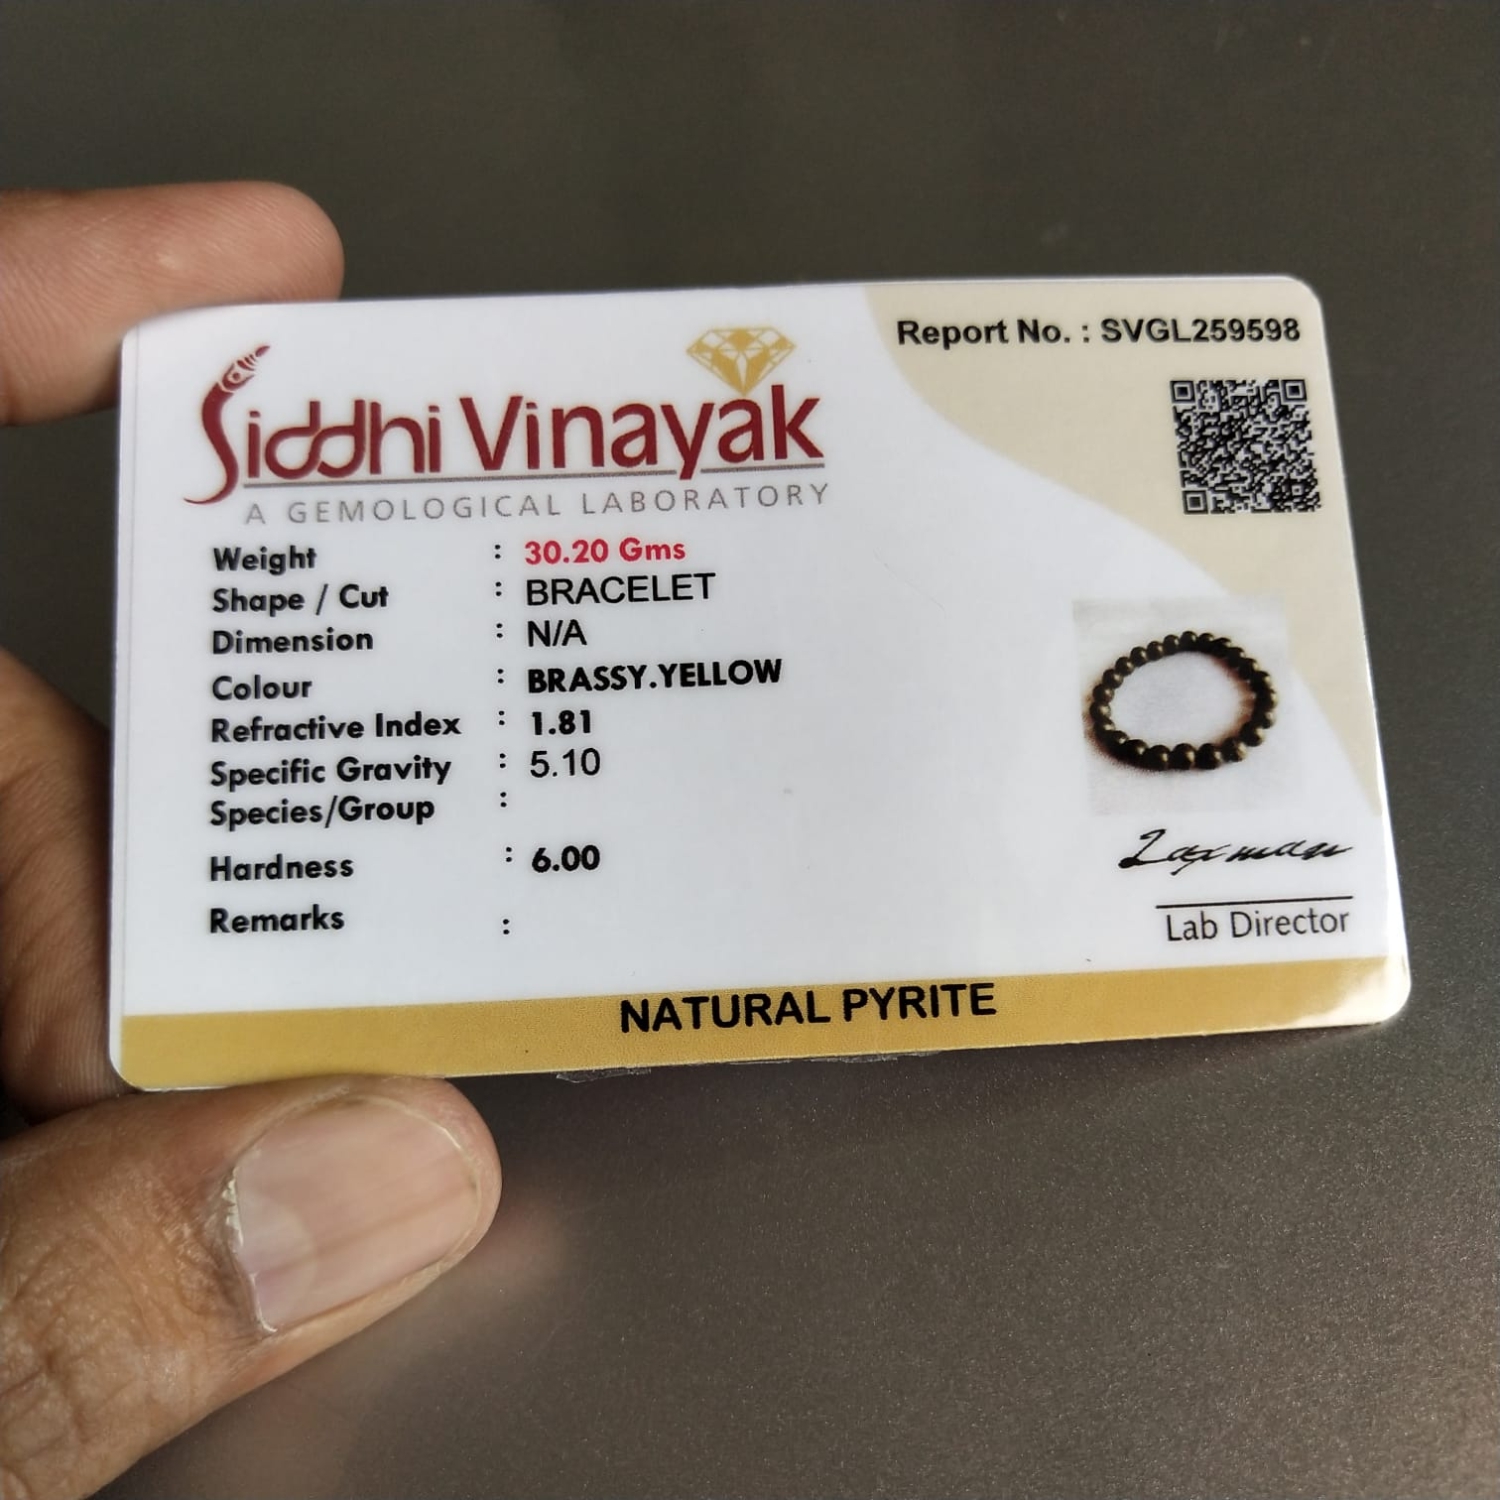 Report No. : SVGL259598
Siddhi Vinayak
A GEMOLOGICAL LABORATORY
Weight : 30.20 Gms
Shape / Cut : BRACELET
Dimension : N/A
Colour : BRASSY.YELLOW
Refractive Index : 1.81
Specific Gravity : 5.10
Species/Group :
Hardness : 6.00
Remarks :
Laxman
Lab Director
NATURAL PYRITE